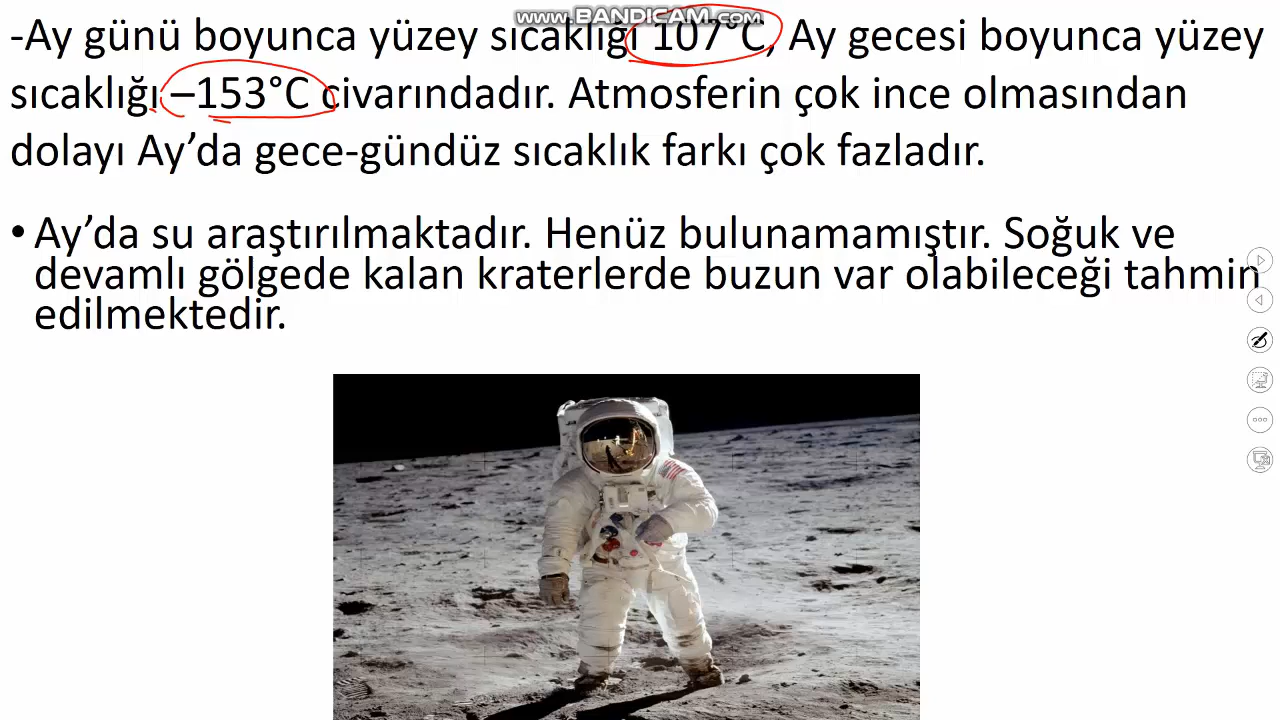 www.BANDICAM.com
-Ay günü boyunca yüzey sıcaklığı 107°C, Ay gecesi boyunca yüzey
sıcaklığı –153°C civarındadır. Atmosferin çok ince olmasından
dolayı Ay’da gece-gündüz sıcaklık farkı çok fazladır.
• Ay’da su araştırılmaktadır. Henüz bulunamamıştır. Soğuk ve
devamlı gölgede kalan kraterlerde buzun var olabileceği tahmin
edilmektedir.